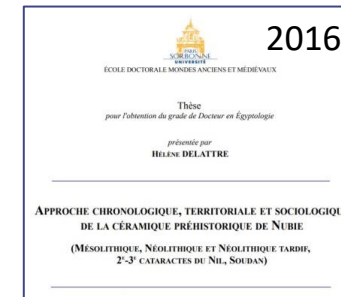 2016
PARIS
SORBONNE
UNIVERSITÉ
ÉCOLE DOCTORALE MONDES ANCIENS ET MÉDIÉVAUX
Thèse
pour l'obtention du grade de Docteur en Égyptologie
présentée par
HÉLÈNE DELATTRE
APPROCHE CHRONOLOGIQUE, TERRITORIALE ET SOCIOLOGIQU
DE LA CÉRAMIQUE PRÉHISTORIQUE DE NUBIE
(MÉSOLITHIQUE, NÉOLITHIQUE ET NÉOLITHIQUE TARDIF,
2e-3e CATARACTES DU NIL, SOUDAN)